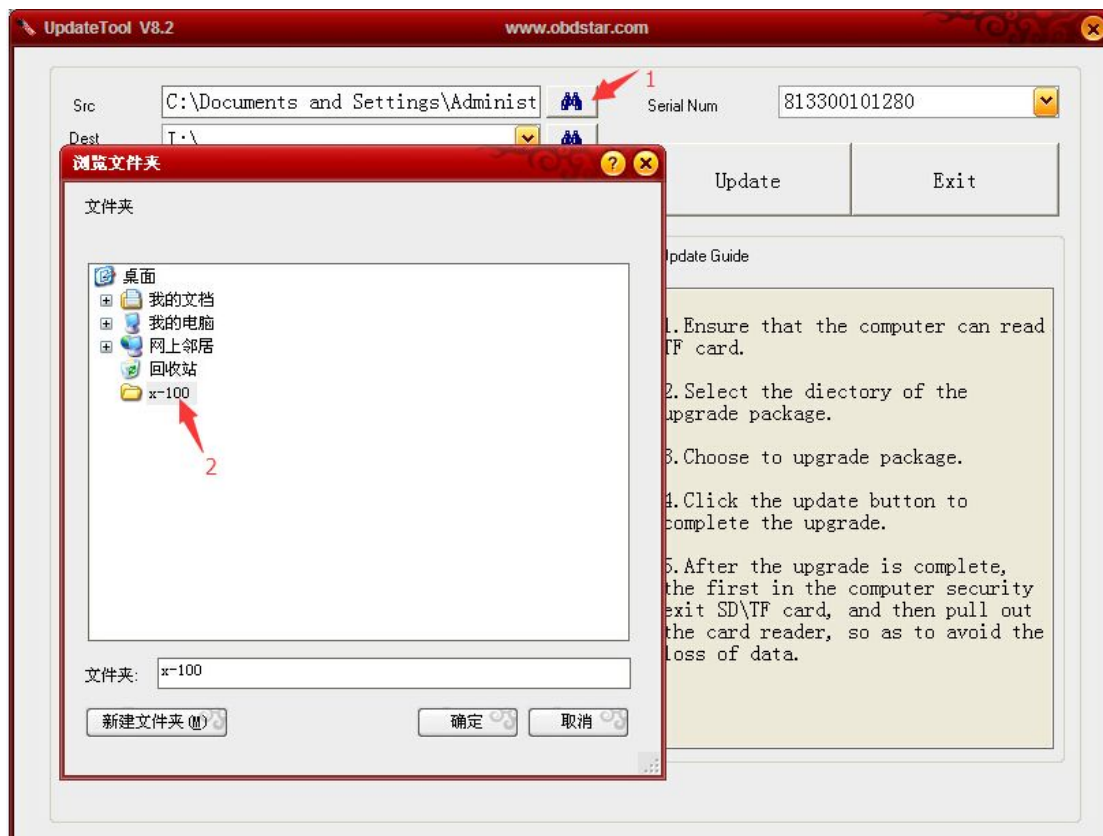 UpdateTool V8.2
www.obdstar.com
Src
C:\Documents and Settings\Administ
1
Serial Num
813300101280
Dest
I:\
浏览文件夹
Update
Exit
文件夹
Update Guide
桌面
我的文档
我的电脑
网上邻居
回收站
x-100
2
1.Ensure that the computer can read
TF card.
2.Select the diectory of the
upgrade package.
3.Choose to upgrade package.
4.Click the update button to
complete the upgrade.
5.After the upgrade is complete,
the first in the computer security
exit SD\TF card, and then pull out
the card reader, so as to avoid the
loss of data.
文件夹:
x-100
新建文件夹(M)
确定
取消